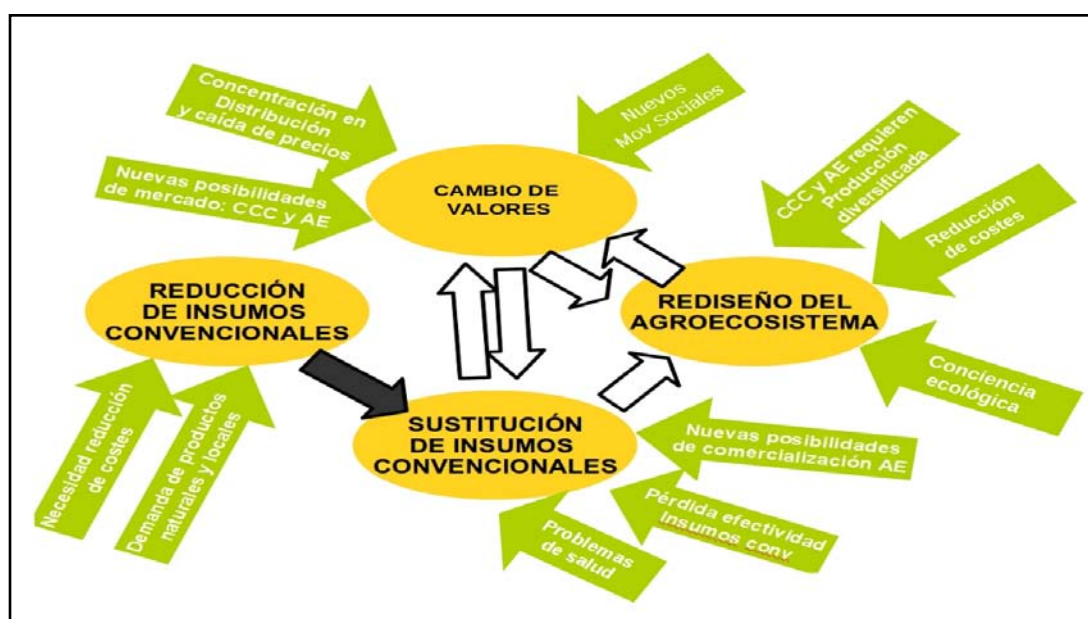 Concentración en
Distribución
y caída de precios
Nuevos
Mov Sociales
Nuevas posibilidades
de mercado: CCC y AE
CAMBIO DE
VALORES
CCC y AE requieren
Producción
diversificada
Reducción
de costes
REDUCCIÓN
DE INSUMOS
CONVENCIONALES
REDISEÑO DEL
AGROECOSISTEMA
Conciencia
ecológica
Necesidad reducción
de costes
Demanda de productos
naturales y locales
SUSTITUCIÓN
DE INSUMOS
CONVENCIONALES
Nuevas posibilidades
de comercialización AE
Pérdida efectividad
Insumos conv
Problemas
de salud